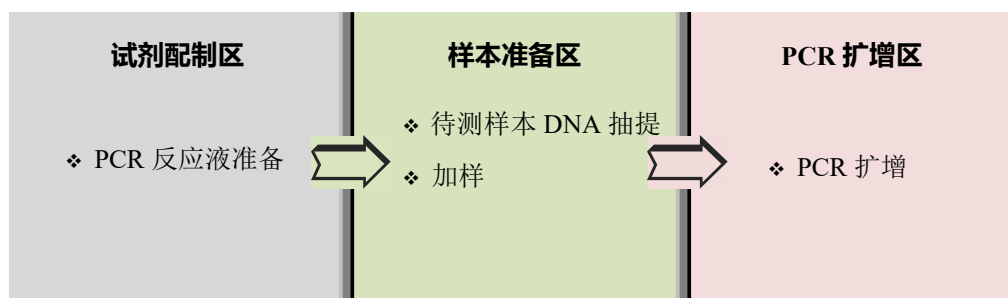 试剂配制区
❖ PCR 反应液准备
样本准备区
❖ 待测样本 DNA 抽提
❖ 加样
PCR 扩增区
❖ PCR 扩增